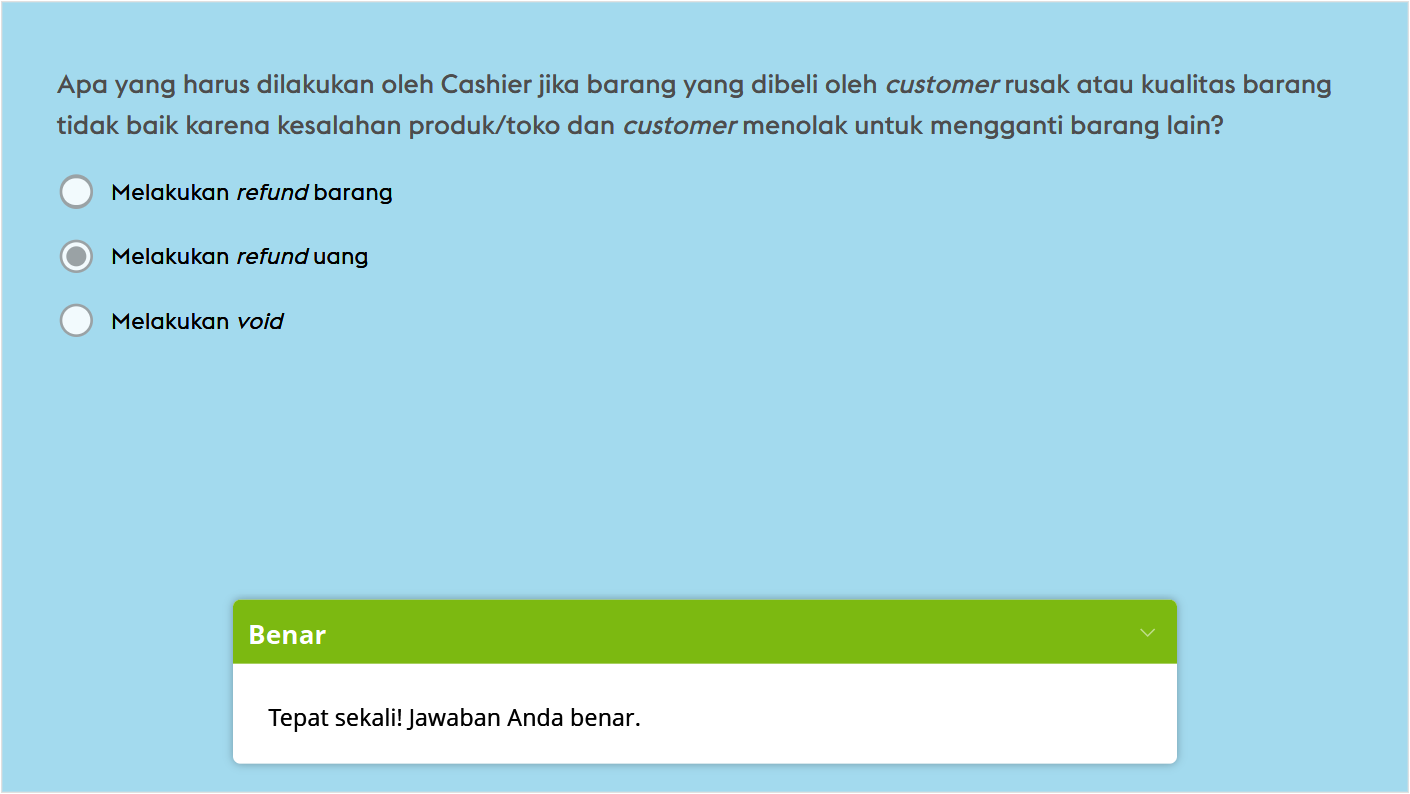 Apa yang harus dilakukan oleh Cashier jika barang yang dibeli oleh customer rusak atau kualitas barang
tidak baik karena kesalahan produk/toko dan customer menolak untuk mengganti barang lain?
Melakukan refund barang
Melakukan refund uang
Melakukan void
Benar
Tepat sekali! Jawaban Anda benar.